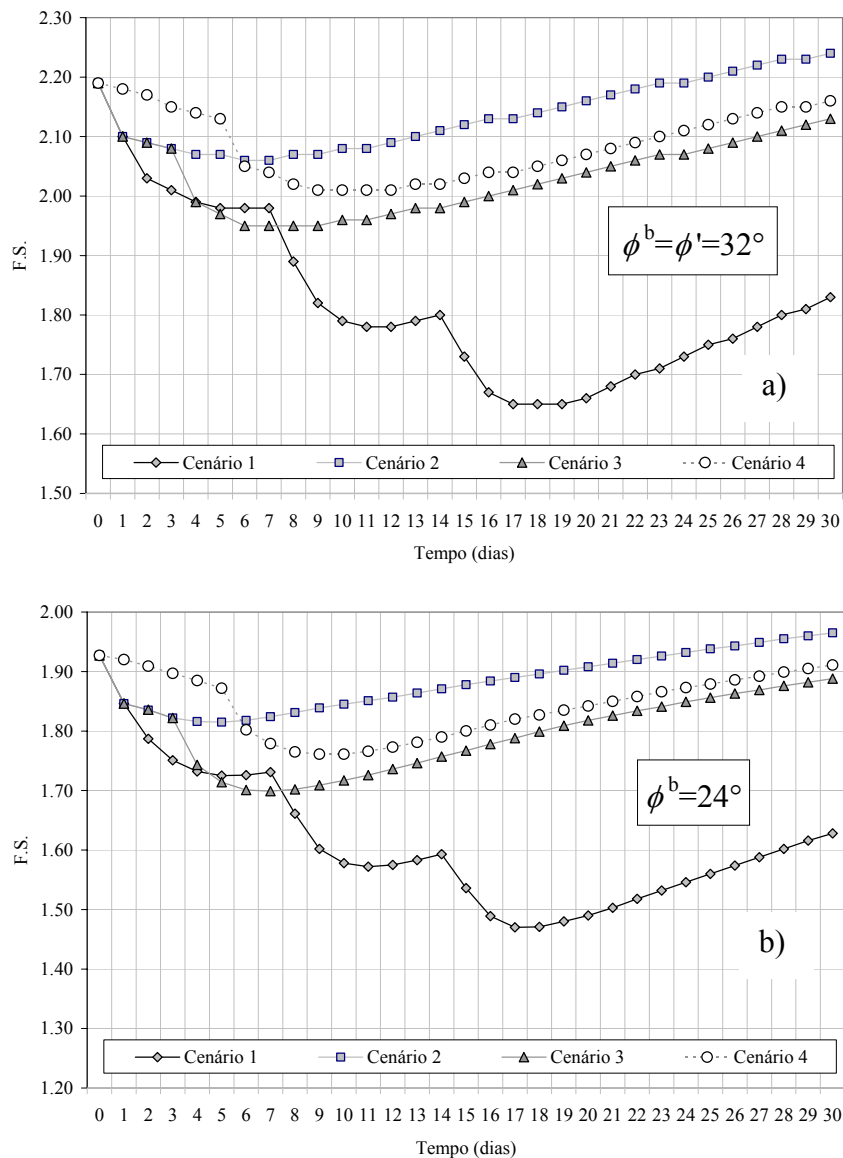 2.30
2.20
2.10
2.00
1.90
1.80
1.70
1.60
1.50
F.S.
ϕᵇ=ϕ'=32°
a)
Cenário 1 Cenário 2 Cenário 3 Cenário 4
0 1 2 3 4 5 6 7 8 9 10 11 12 13 14 15 16 17 18 19 20 21 22 23 24 25 26 27 28 29 30
Tempo (dias)
2.00
1.90
1.80
1.70
1.60
1.50
1.40
1.30
1.20
F.S.
ϕᵇ=24°
b)
Cenário 1 Cenário 2 Cenário 3 Cenário 4
0 1 2 3 4 5 6 7 8 9 10 11 12 13 14 15 16 17 18 19 20 21 22 23 24 25 26 27 28 29 30
Tempo (dias)